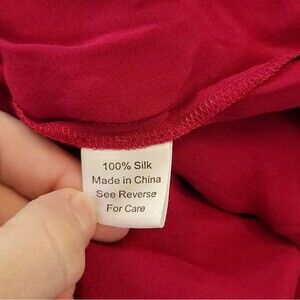 100% Silk
Made in China
See Reverse
For Care